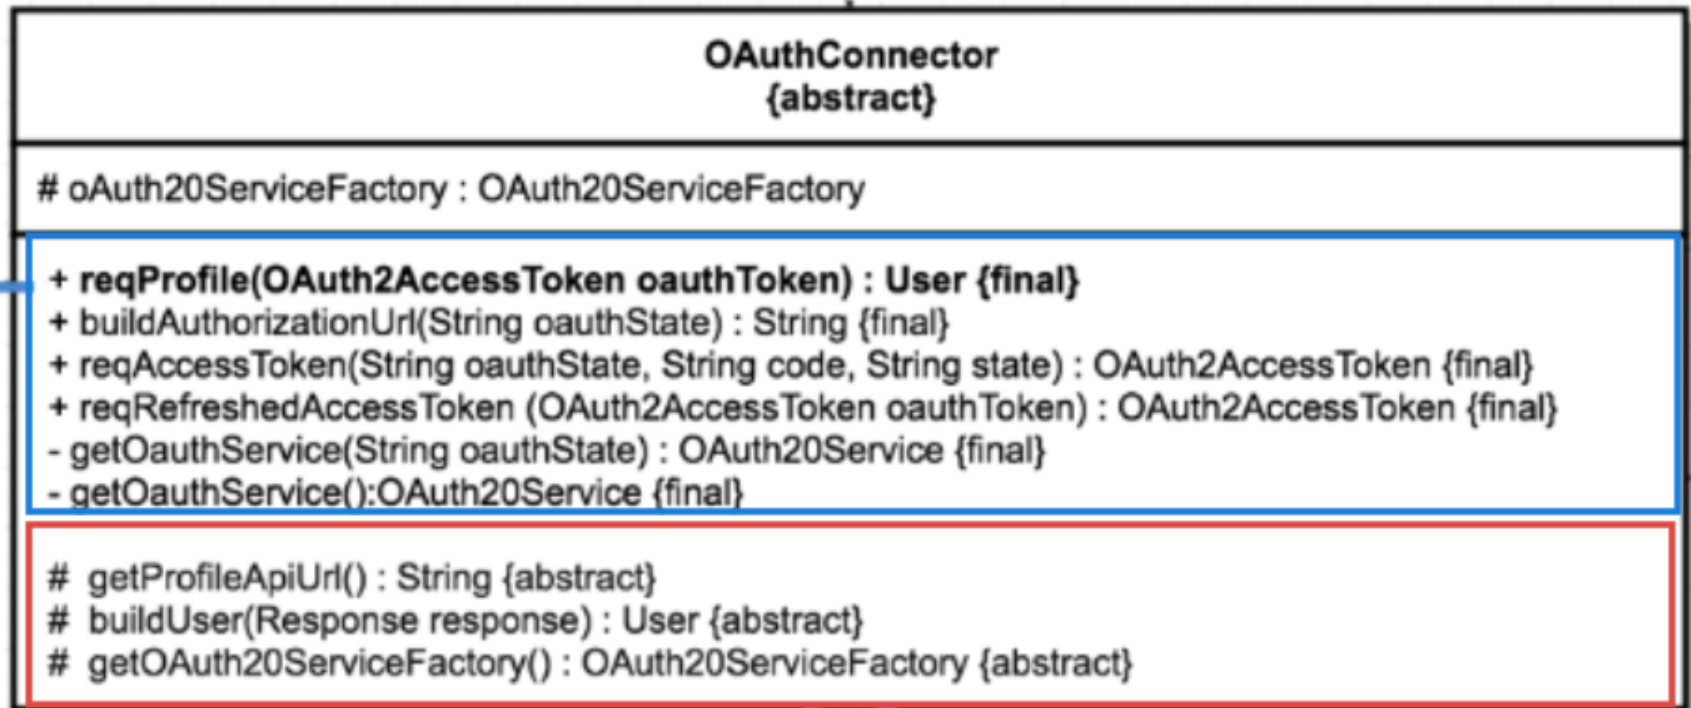 OAuthConnector
{abstract}
# oAuth20ServiceFactory : OAuth20ServiceFactory
+ reqProfile(OAuth2AccessToken oauthToken) : User {final}
+ buildAuthorizationUrl(String oauthState) : String {final}
+ reqAccessToken(String oauthState, String code, String state) : OAuth2AccessToken {final}
+ reqRefreshedAccessToken (OAuth2AccessToken oauthToken) : OAuth2AccessToken {final}
- getOauthService(String oauthState) : OAuth20Service {final}
- getOauthService():OAuth20Service {final}
# getProfileApiUrl() : String {abstract}
# buildUser(Response response) : User {abstract}
# getOAuth20ServiceFactory() : OAuth20ServiceFactory {abstract}